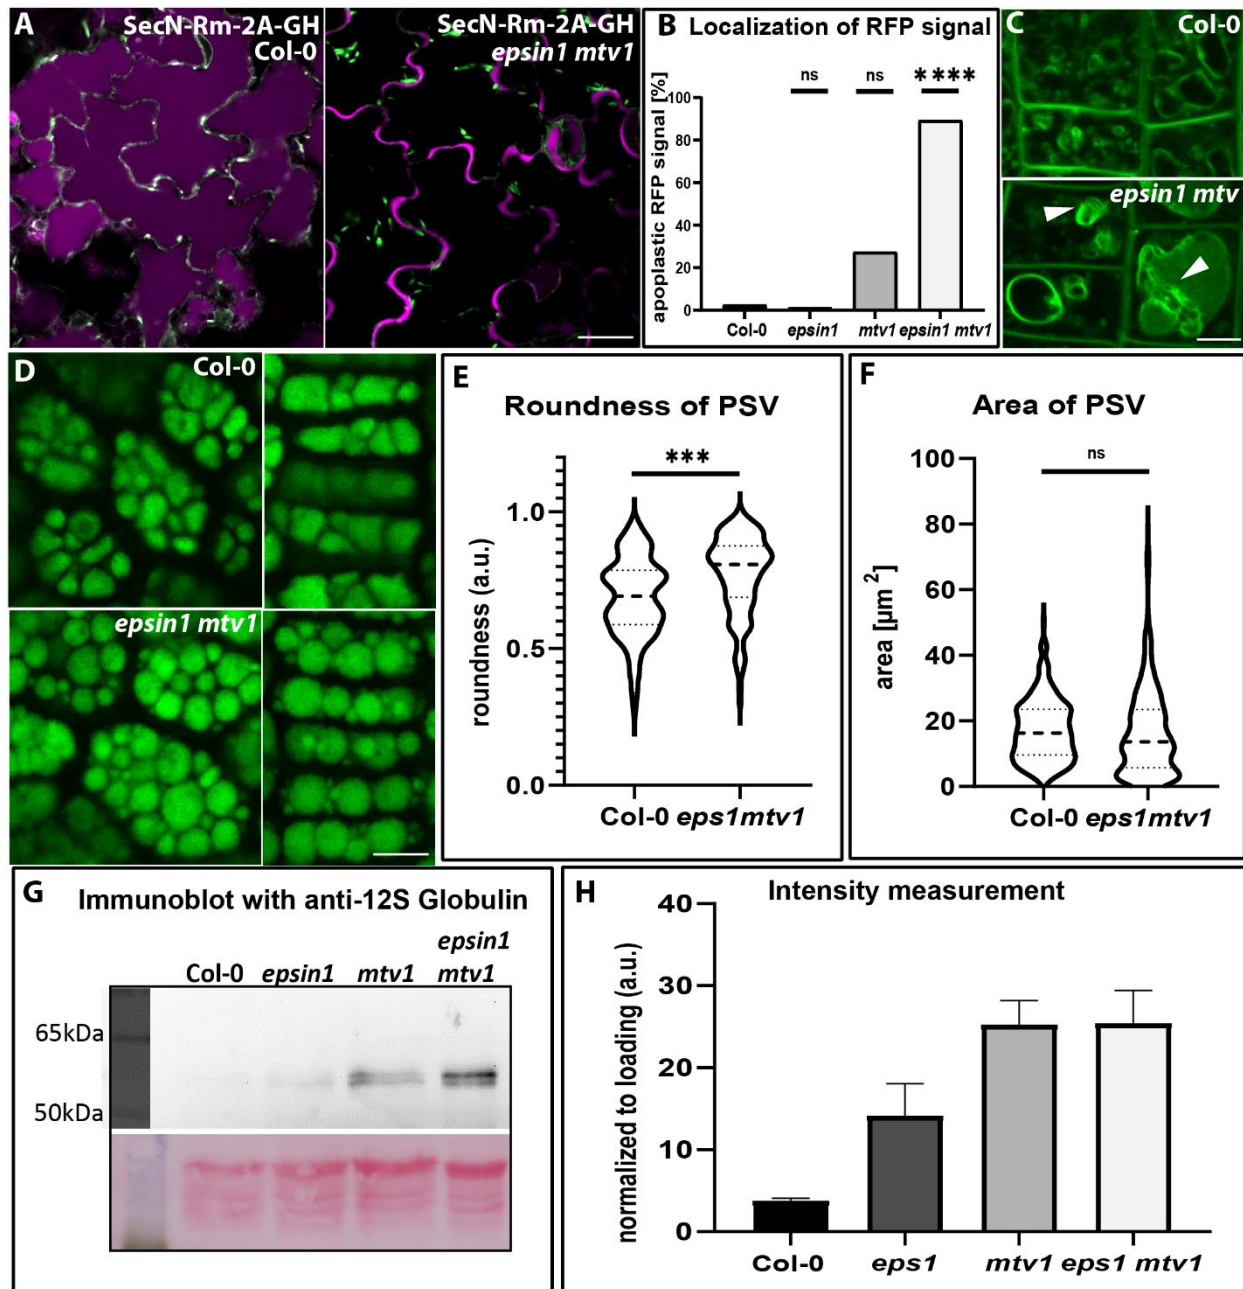 A
SecN-Rm-2A-GH
Col-0
SecN-Rm-2A-GH
epsin1 mtv1
B Localization of RFP signal
ns
ns
****
apoplastic RFP signal [%]
100
80
60
40
20
0
Col-0 epsin1 mtv1 epsin1 mtv1
C
Col-0
epsin1 mtv
D
Col-0
epsin1 mtv1
E
Roundness of PSV
***
roundness (a.u.)
1.0
0.5
0.0
Col-0 eps1mtv1
F
Area of PSV
ns
area [µm²]
100
80
60
40
20
0
Col-0 eps1mtv1
G
Immunoblot with anti-12S Globulin
epsin1
Col-0 epsin1 mtv1 mtv1
65kDa
50kDa
H
Intensity measurement
normalized to loading (a.u.)
40
30
20
10
0
Col-0 eps1 mtv1 eps1 mtv1